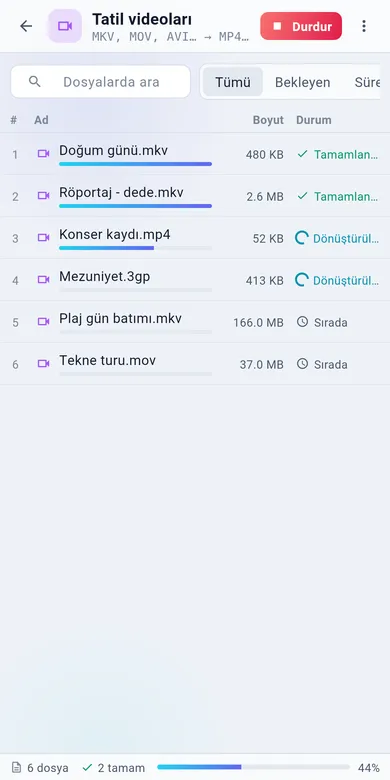 Tatil videoları
MKV, MOV, AVI… → MP4…
Durdur
Dosyalarda ara
Tümü Bekleyen Süre
# Ad Boyut Durum
1 Doğum günü.mkv 480 KB Tamamlan…
2 Röportaj - dede.mkv 2.6 MB Tamamlan…
3 Konser kaydı.mp4 52 KB Dönüştürül…
4 Mezuniyet.3gp 413 KB Dönüştürül…
5 Plaj gün batımı.mkv 166.0 MB Sırada
6 Tekne turu.mov 37.0 MB Sırada
6 dosya 2 tamam 44%